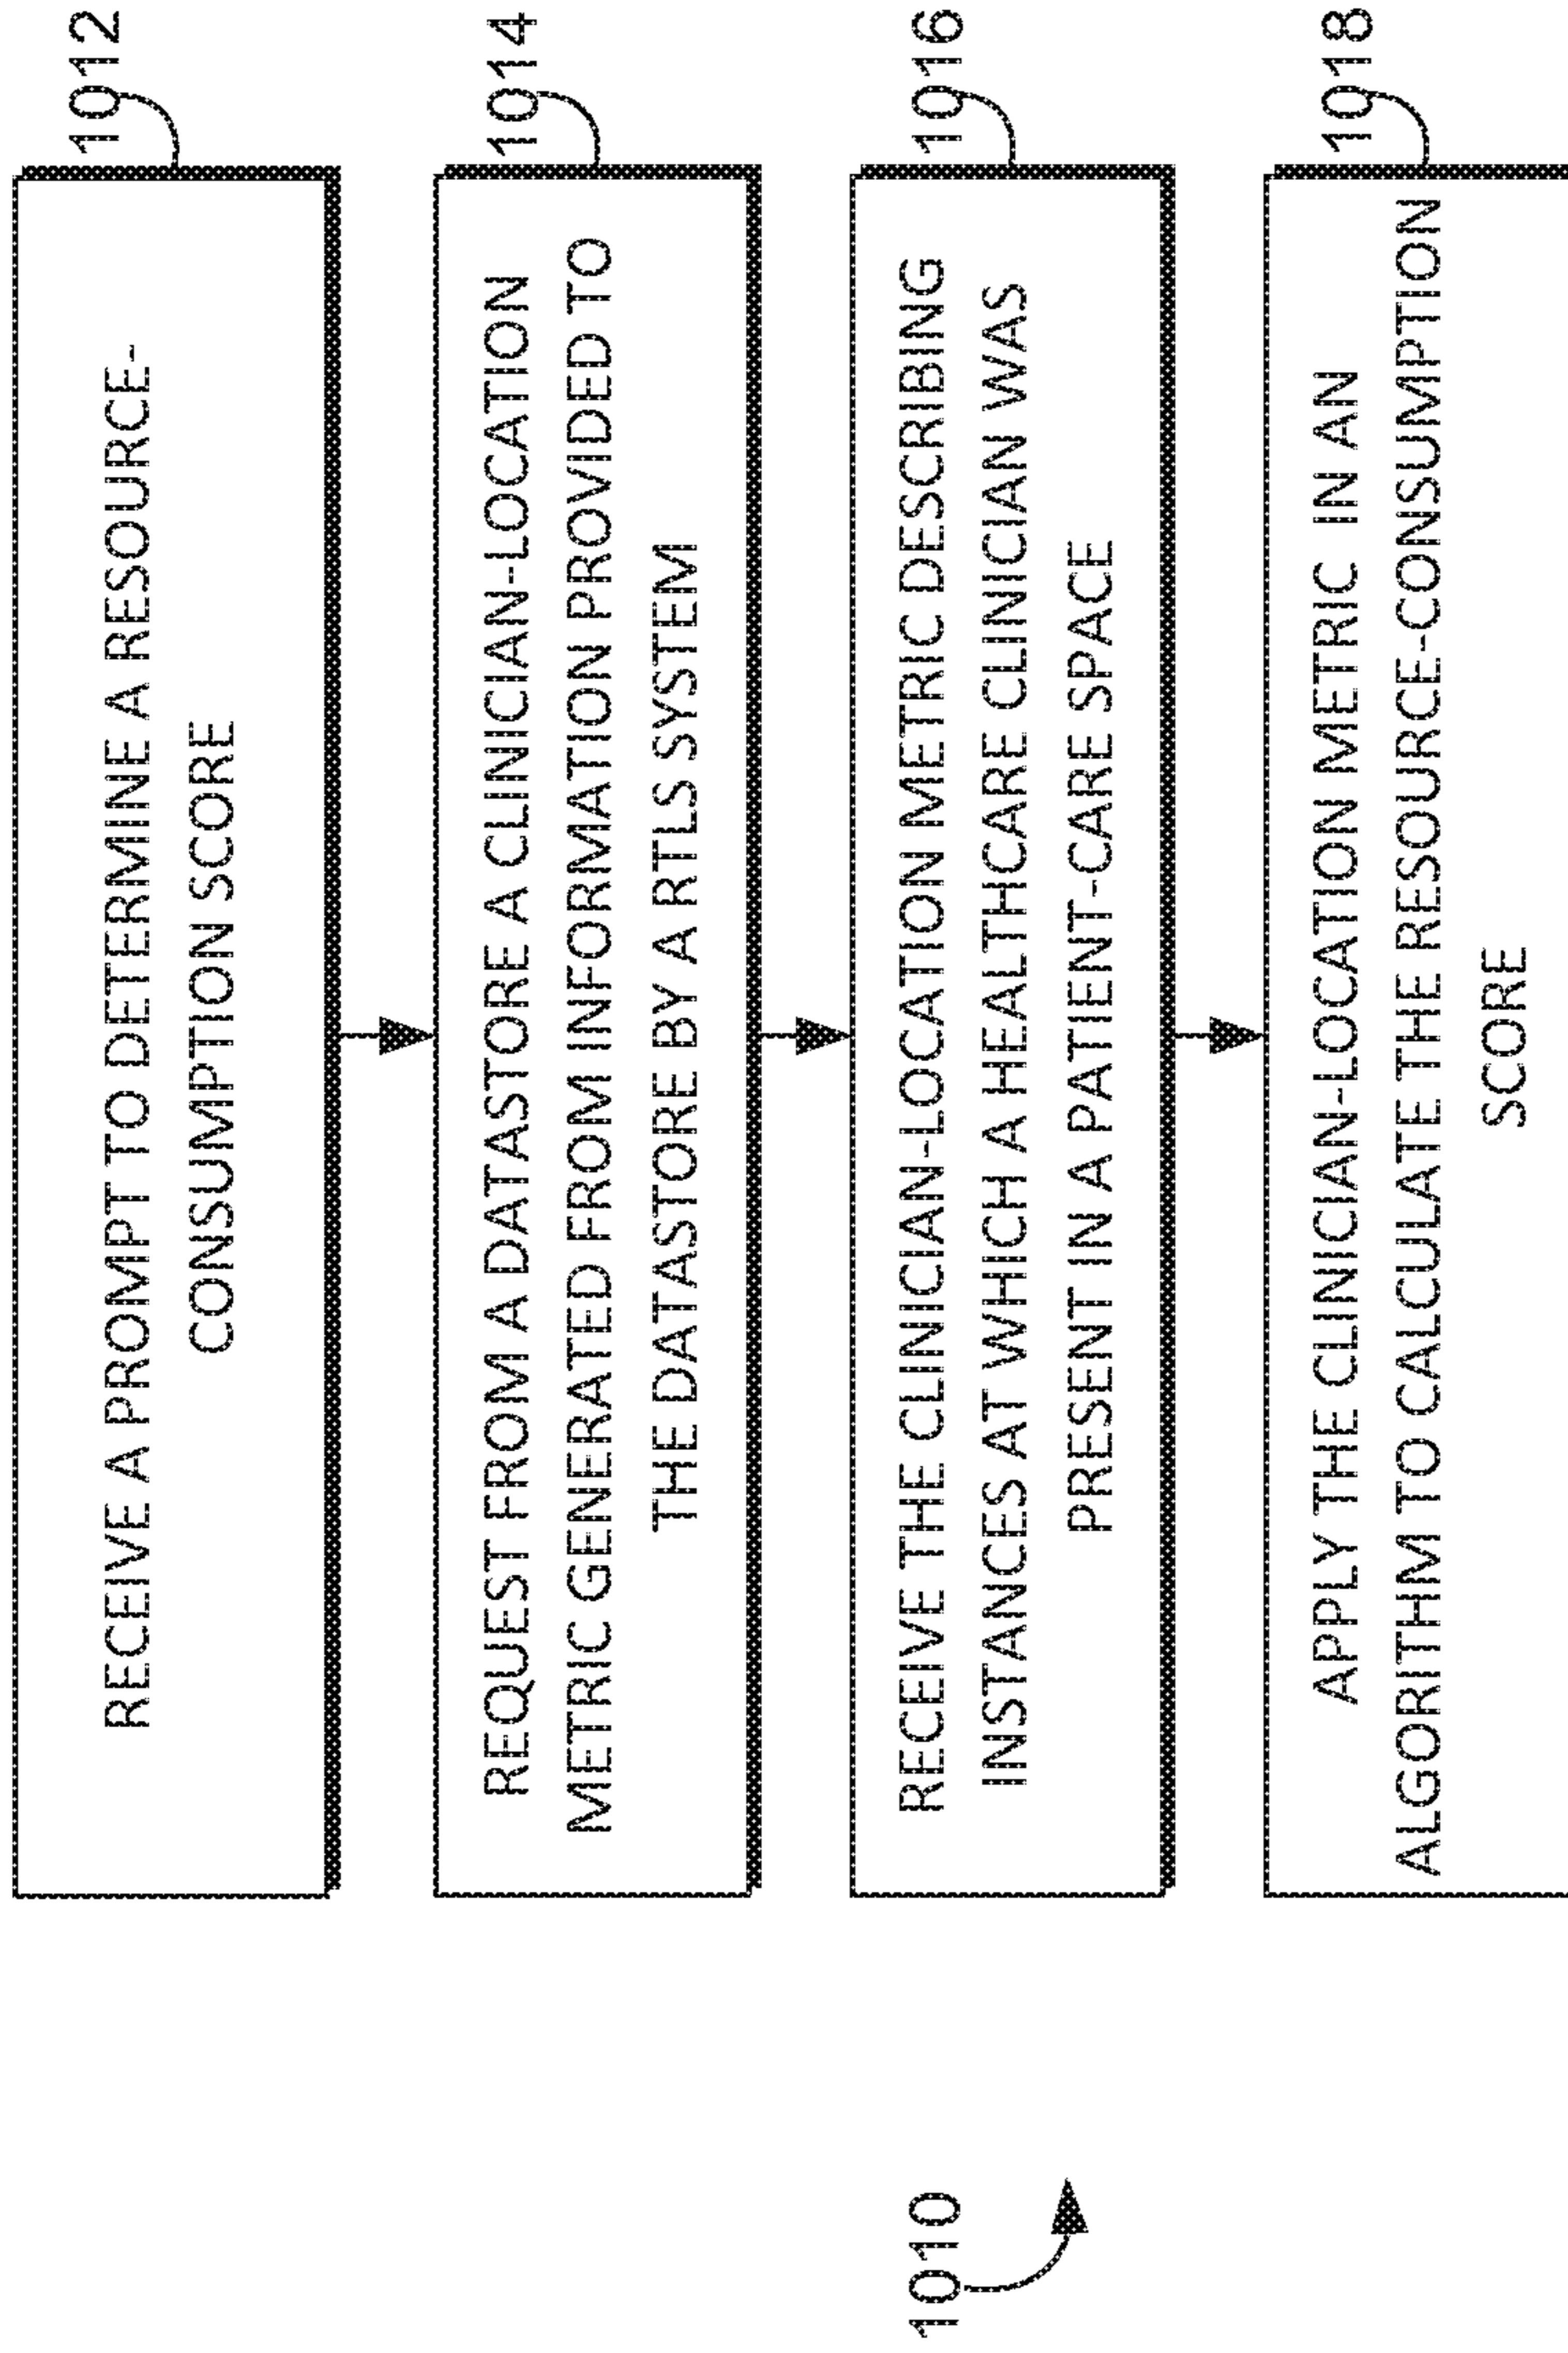 1012
RECEIVE A PROMPT TO DETERMINE A RESOURCE-
CONSUMPTION SCORE
1014
REQUEST FROM A DATASTORE A CLINICIAN-LOCATION
METRIC GENERATED FROM INFORMATION PROVIDED TO
THE DATASTORE BY A RTLS SYSTEM
1016
RECEIVE THE CLINICIAN-LOCATION METRIC DESCRIBING
INSTANCES AT WHICH A HEALTHCARE CLINICIAN WAS
PRESENT IN A PATIENT-CARE SPACE
1010
1018
APPLY THE CLINICIAN-LOCATION METRIC IN AN
ALGORITHM TO CALCULATE THE RESOURCE-CONSUMPTION
SCORE